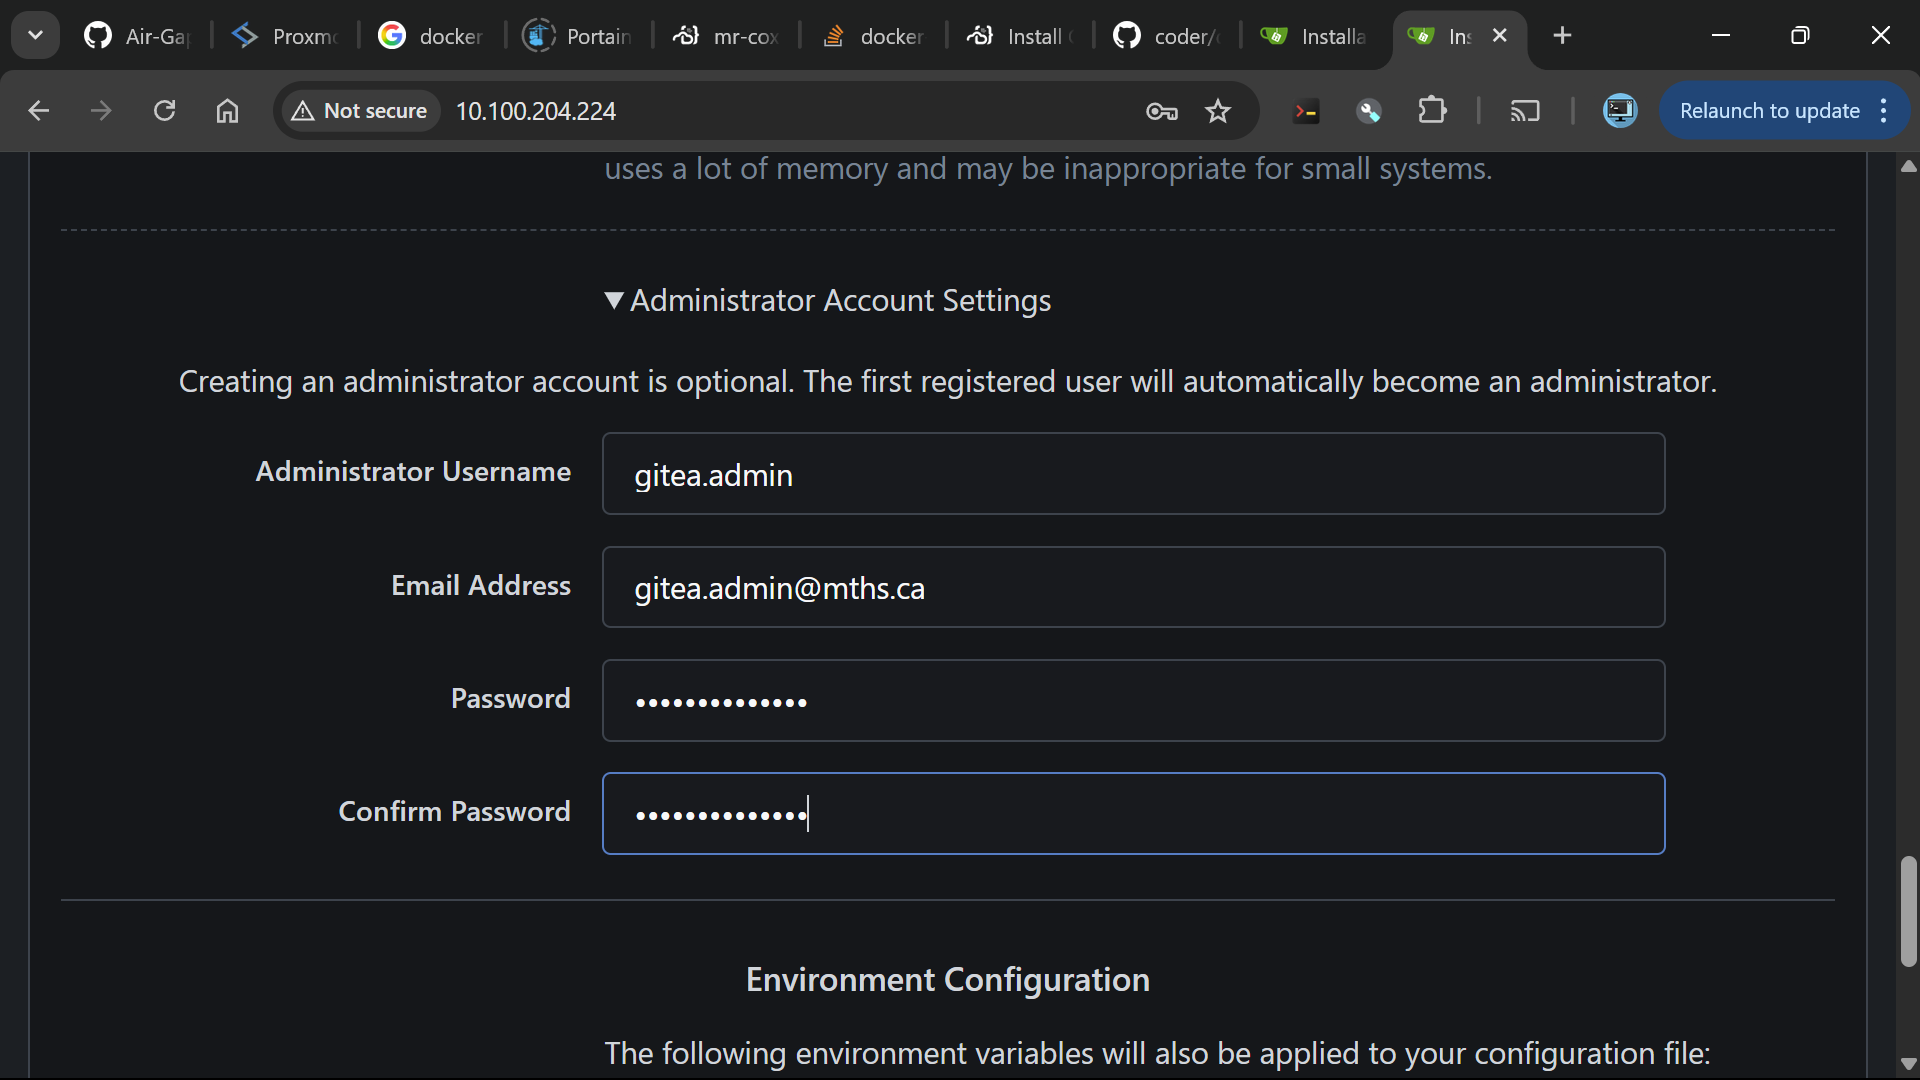 Air-Ga
Proxm
docker
Portain
mr-cox
docker
Install
coder/
Installa
Ins
Not secure
10.100.204.224
Relaunch to update
uses a lot of memory and may be inappropriate for small systems.
▼ Administrator Account Settings
Creating an administrator account is optional. The first registered user will automatically become an administrator.
Administrator Username
gitea.admin
Email Address
gitea.admin@mths.ca
Password
••••••••••••••
Confirm Password
••••••••••••••
Environment Configuration
The following environment variables will also be applied to your configuration file: